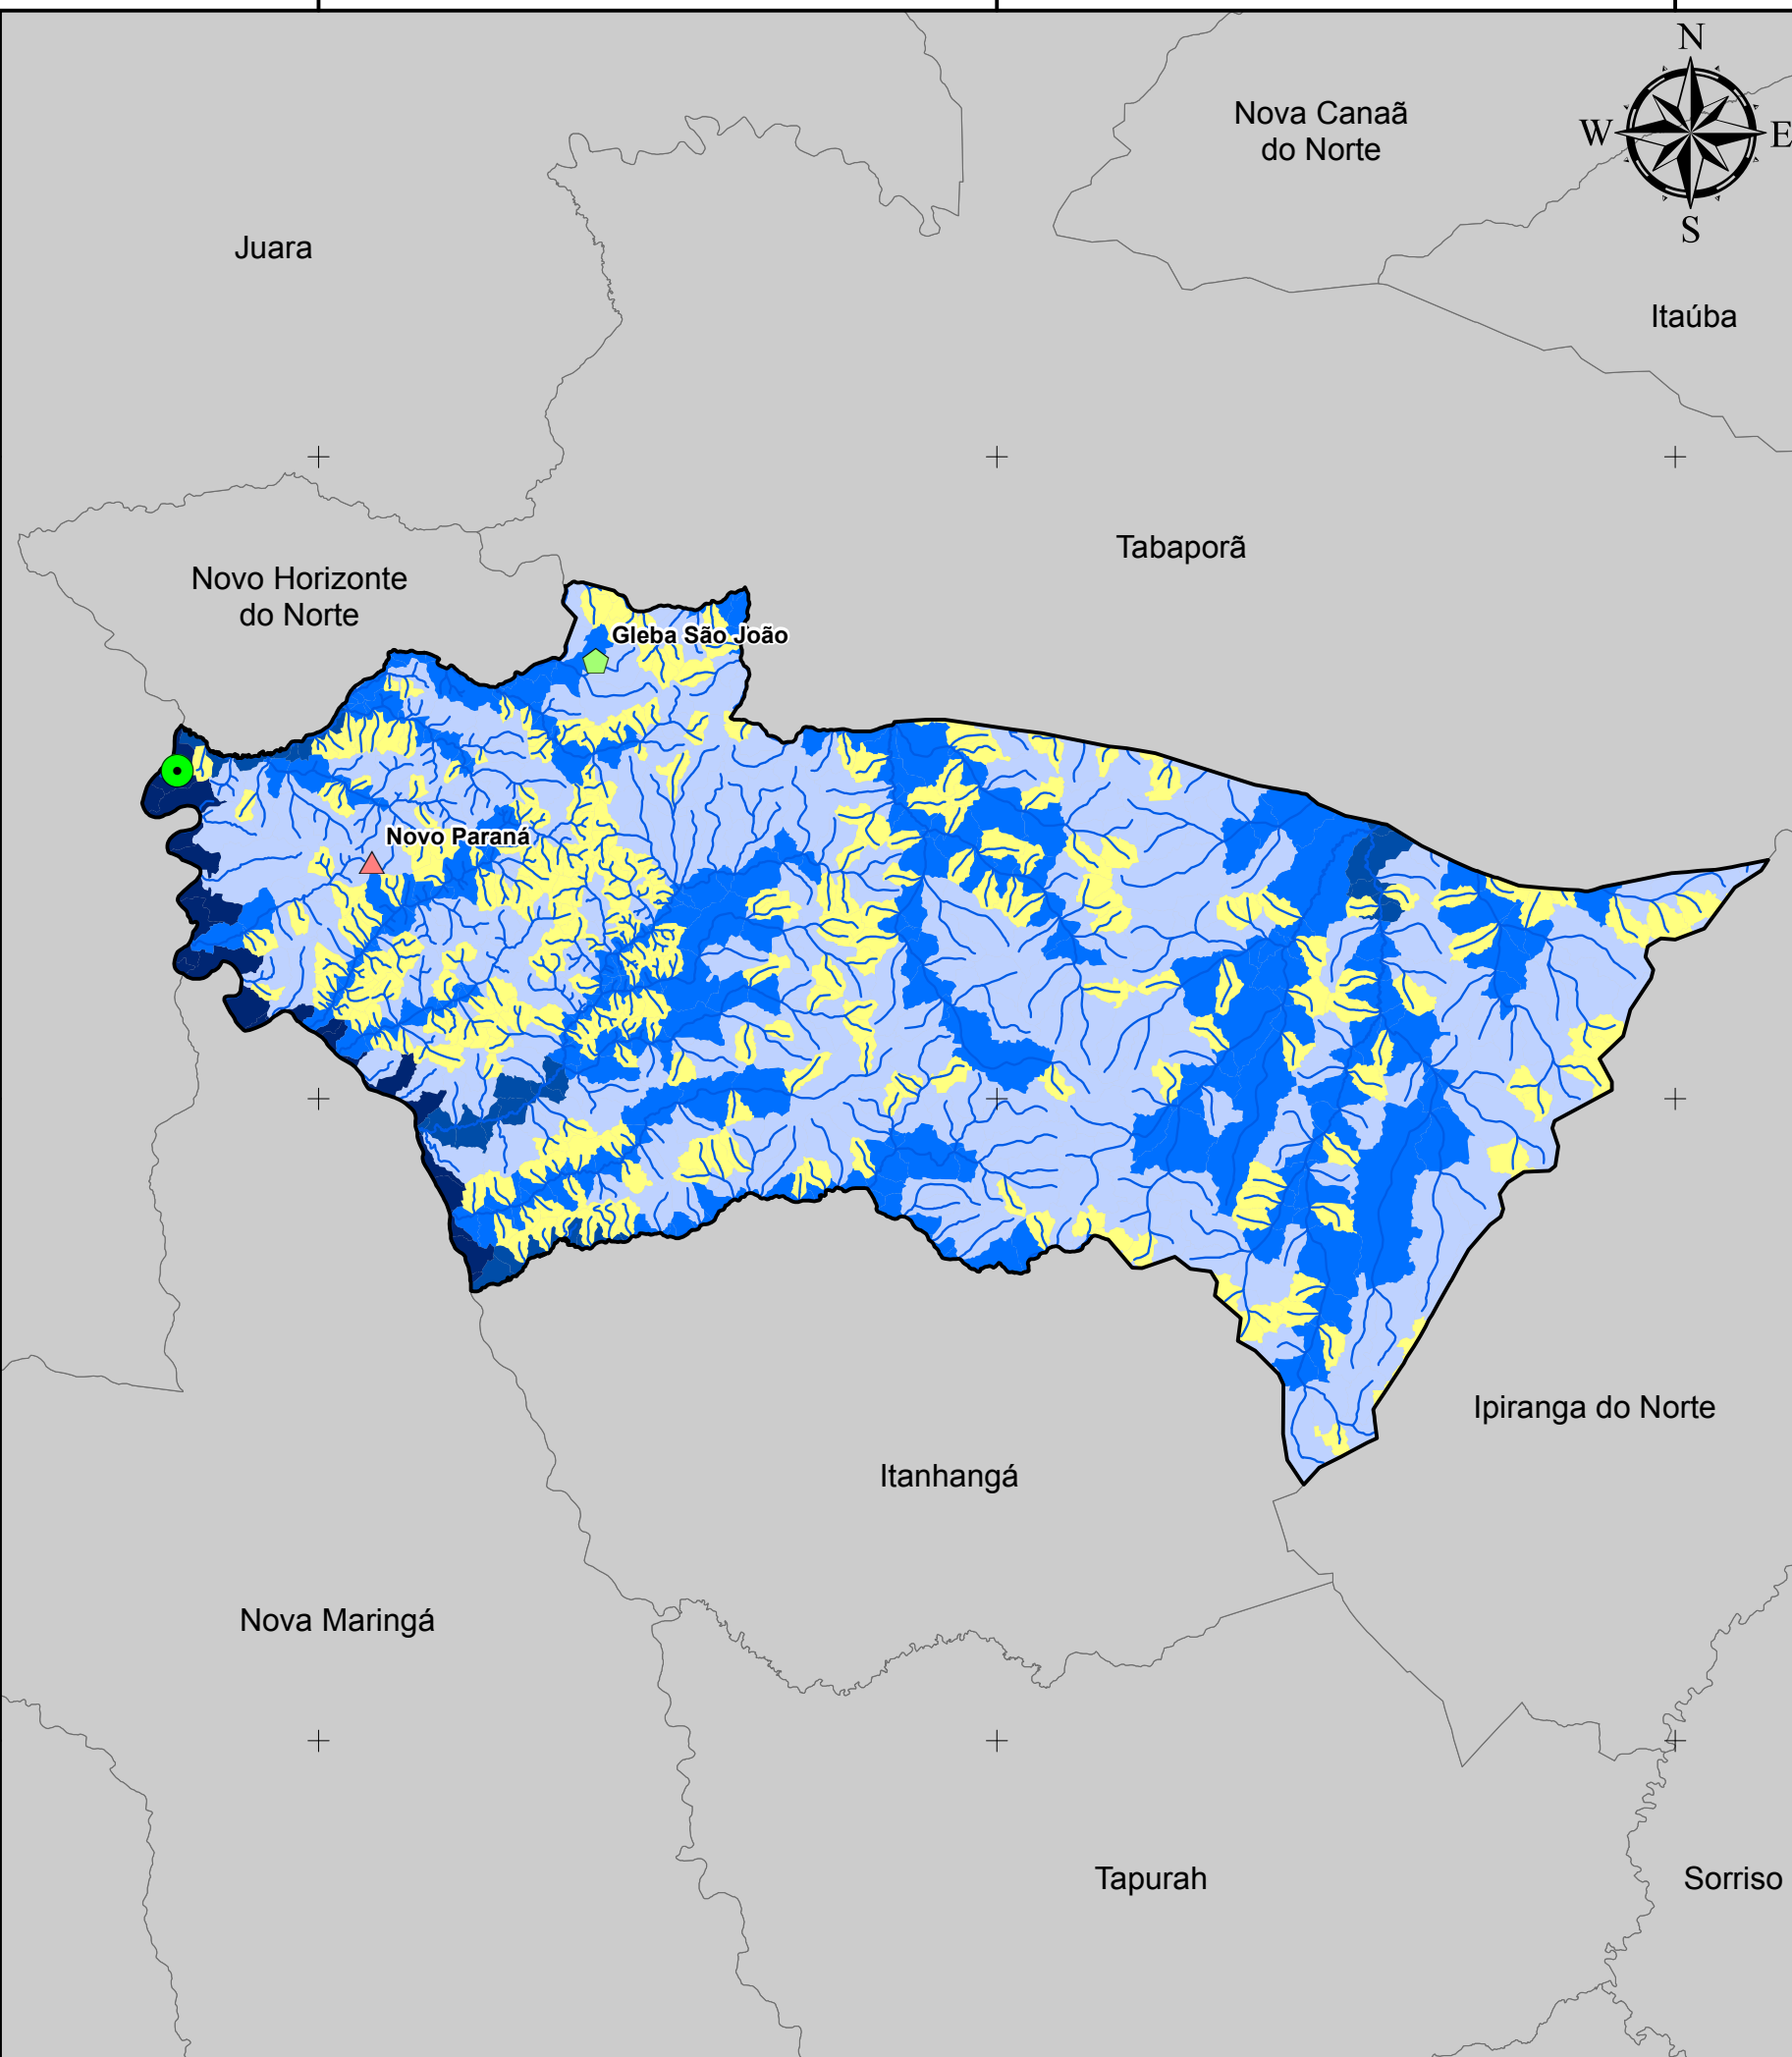 N
Nova Canaã
do Norte
W
E
S
Juara
Itaúba
Tabaporã
Novo Horizonte
do Norte
Gleba São João
Novo Paraná
Ipiranga do Norte
Itanhangá
Nova Maringá
Tapurah
Sorriso